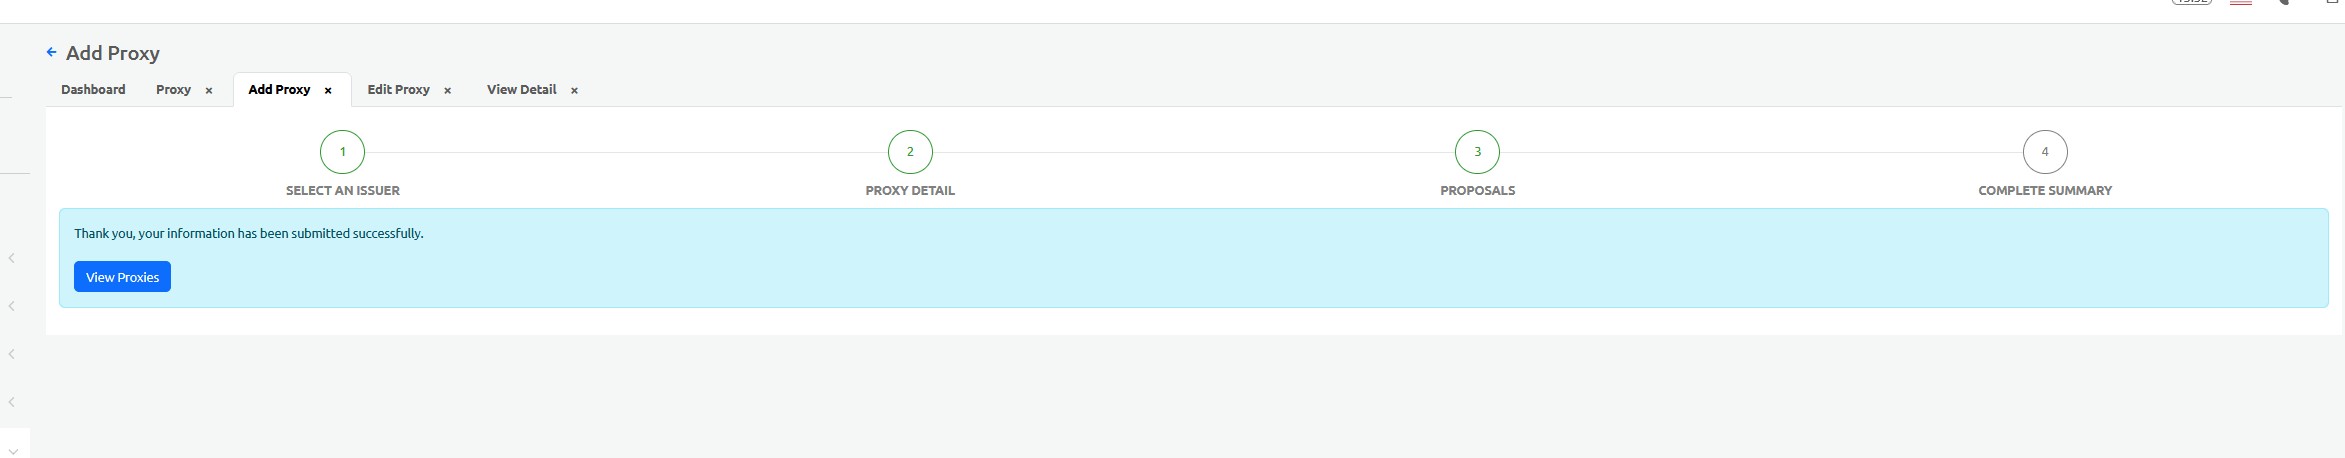 Add Proxy
Dashboard Proxy × Add Proxy × Edit Proxy × View Detail ×
1 2 3 4
SELECT AN ISSUER PROXY DETAIL PROPOSALS COMPLETE SUMMARY
Thank you, your information has been submitted successfully.
View Proxies